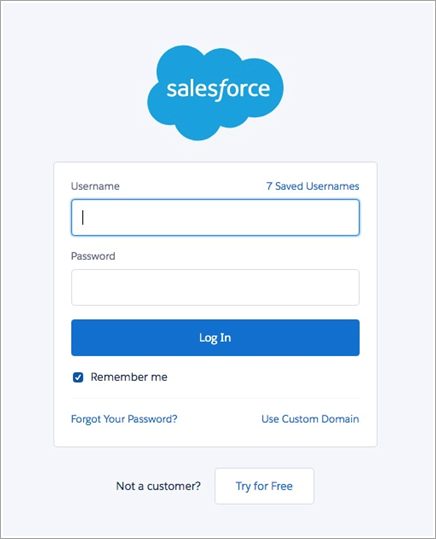 salesforce
Username
7 Saved Usernames
Password
Log In
Remember me
Forgot Your Password?
Use Custom Domain
Not a customer?
Try for Free